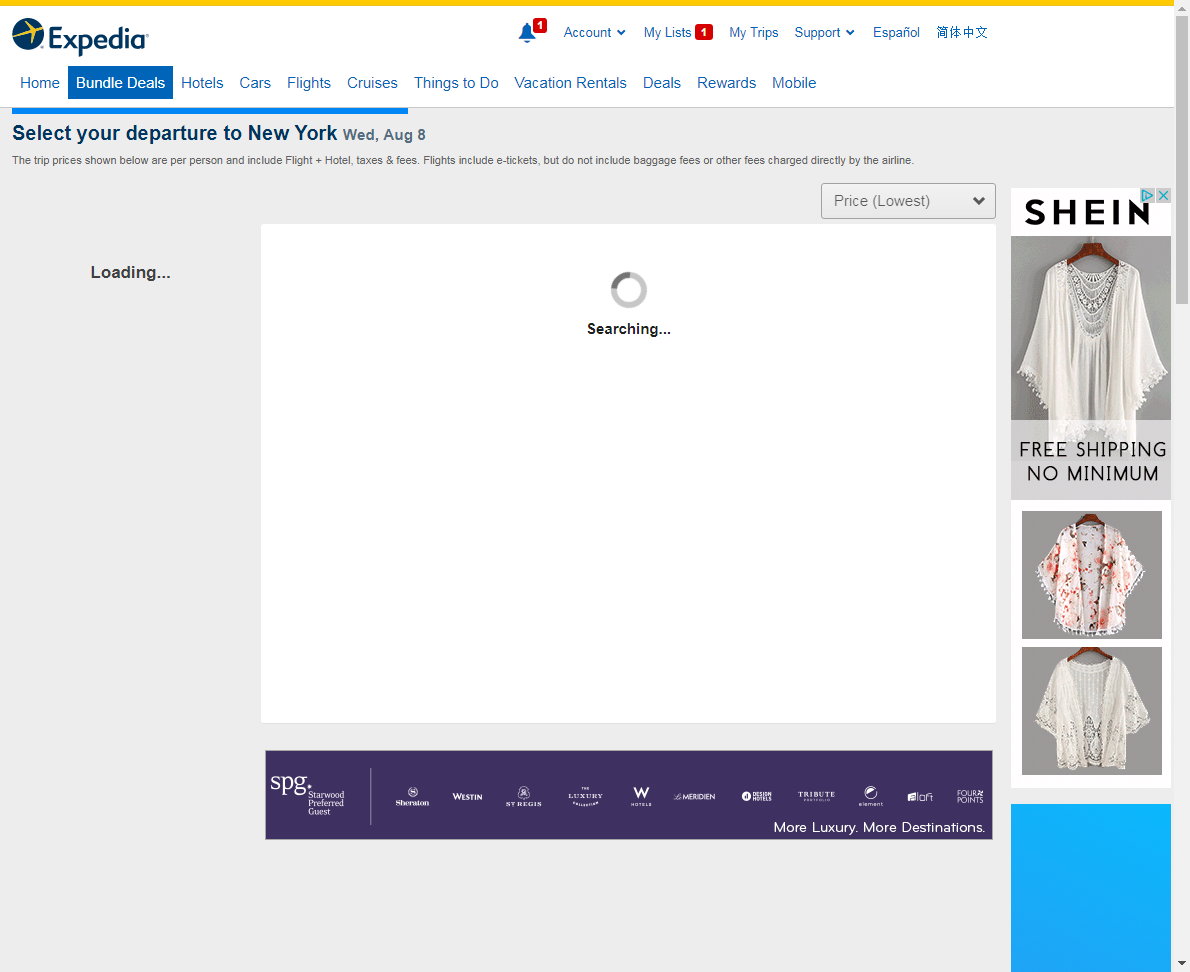 Expedia
1
Account
My Lists 1
My Trips
Support
Español
简体中文
Home
Bundle Deals
Hotels
Cars
Flights
Cruises
Things to Do
Vacation Rentals
Deals
Rewards
Mobile
Select your departure to New York Wed, Aug 8
The trip prices shown below are per person and include Flight + Hotel, taxes & fees. Flights include e-tickets, but do not include baggage fees or other fees charged directly by the airline.
Price (Lowest)
Loading...
Searching...
SHEIN
FREE SHIPPING
NO MINIMUM
spg.
Starwood
Preferred
Guest
Sheraton
WESTIN
ST REGIS
THE
LUXURY
COLLECTION
W
HOTELS
LE MERIDIEN
DESIGN
HOTELS
TRIBUTE
PORTFOLIO
element
aloft
FOUR
POINTS
More Luxury. More Destinations.